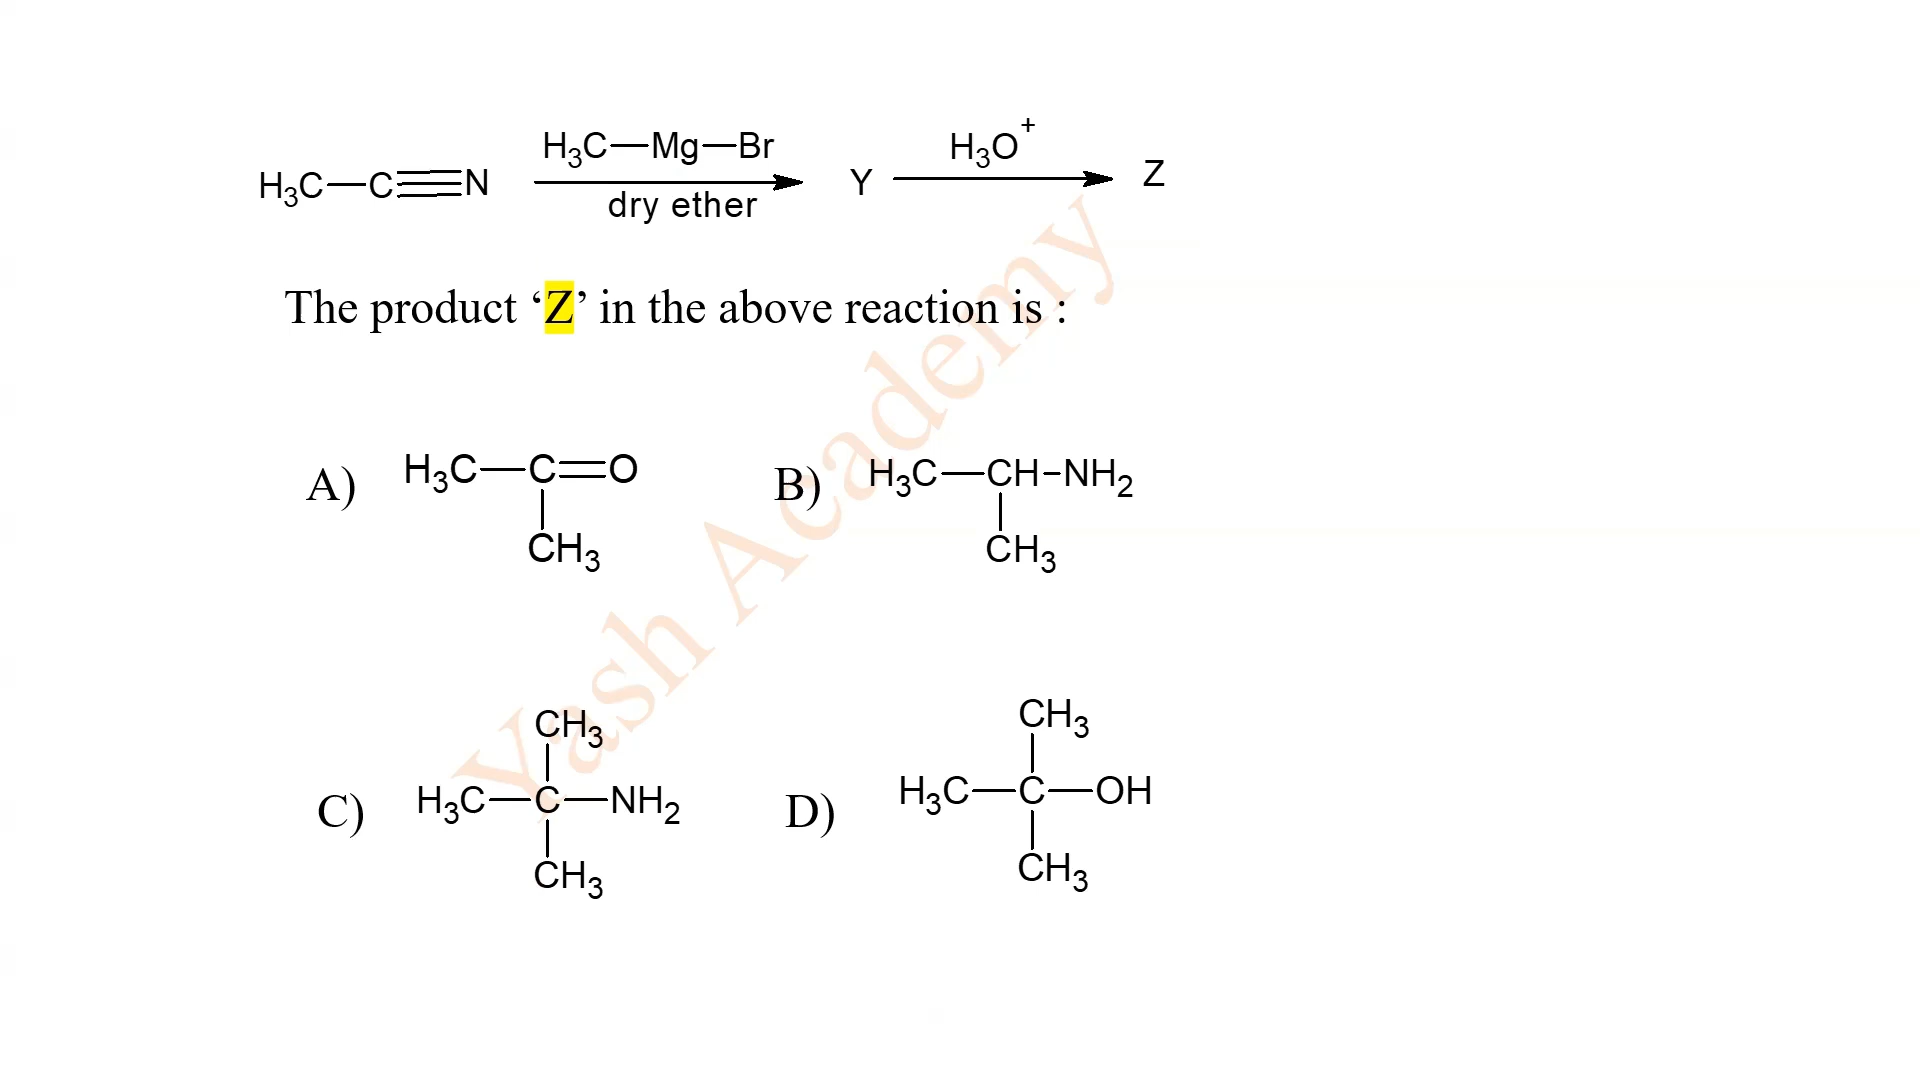 H3C—Mg—Br H3O+
H3C—C≡N dry ether Y Z
The product ‘Z’ in the above reaction is :
A) H3C—C=O
CH3
B) H3C—CH-NH2
CH3
C) CH3
H3C—C—NH2
CH3
D) CH3
H3C—C—OH
CH3
Yash Academy